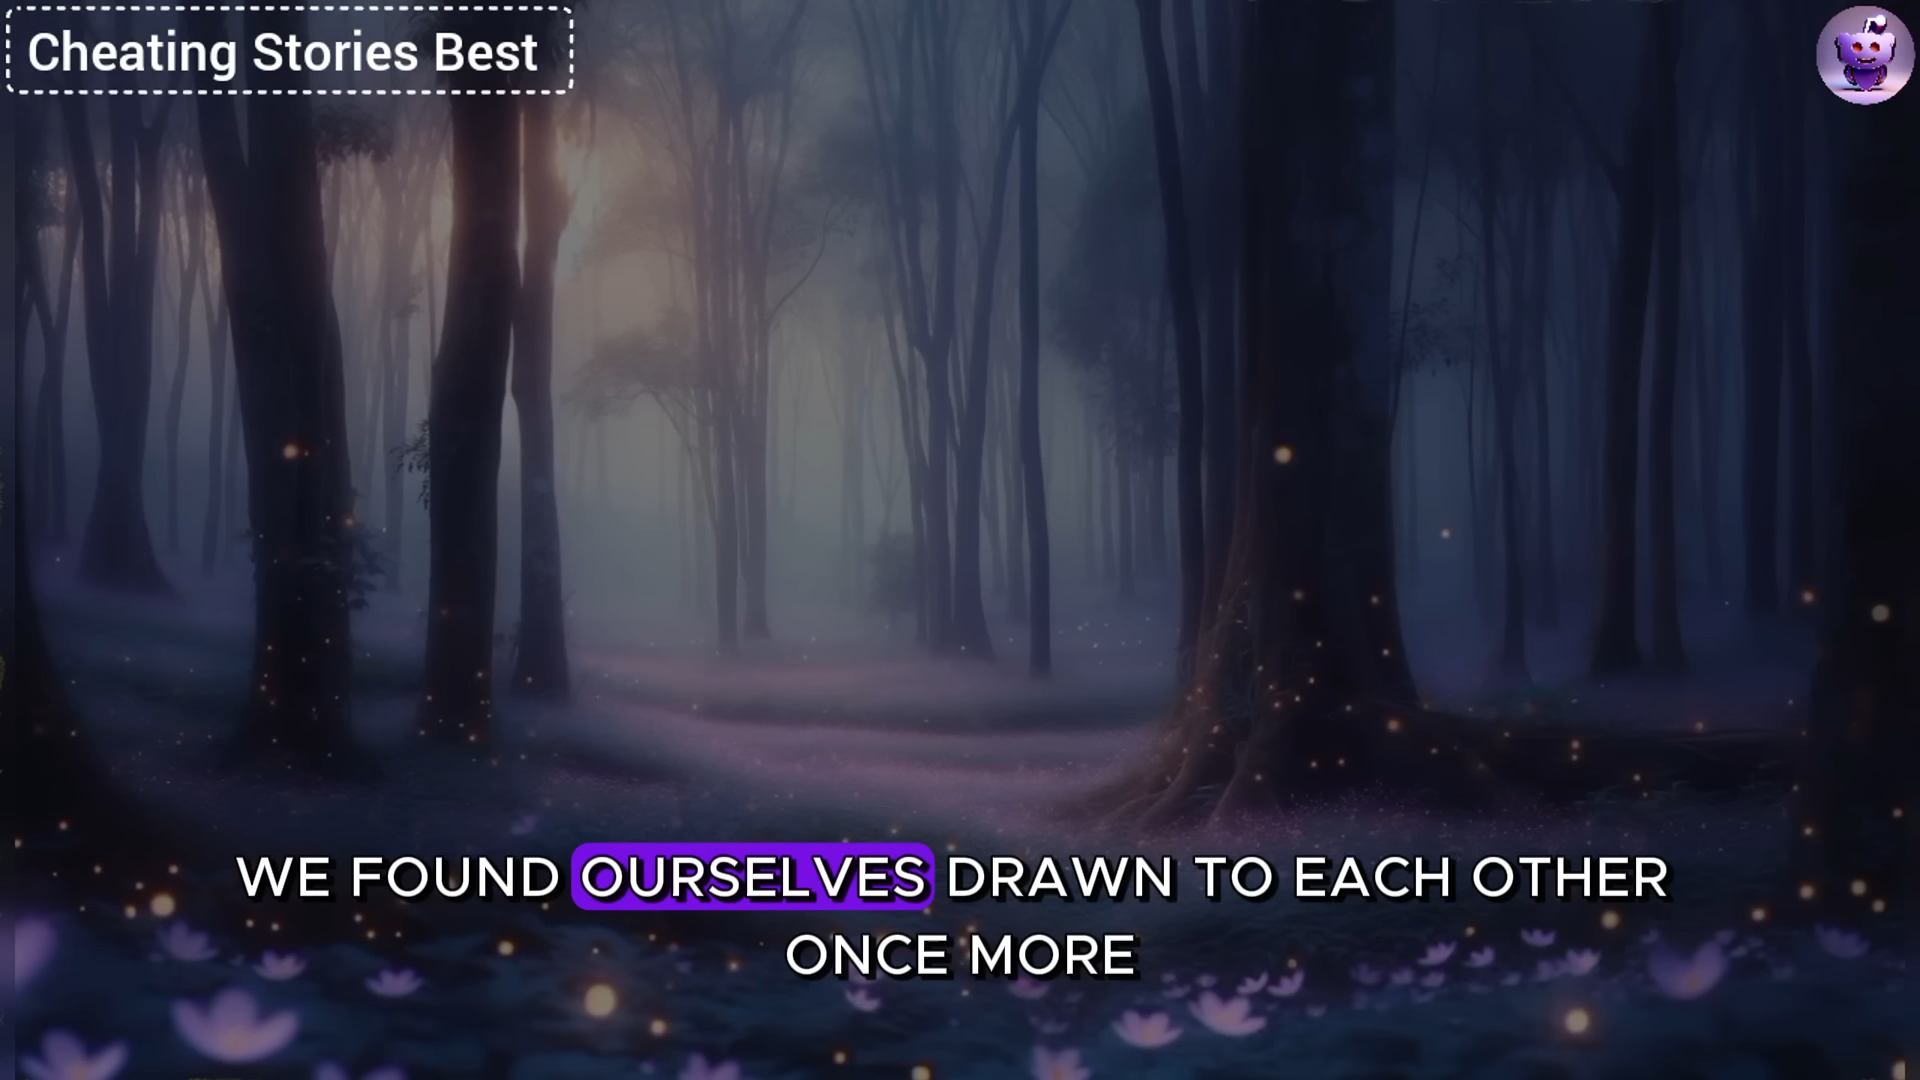 Cheating Stories Best
WE FOUND OURSELVES DRAWN TO EACH OTHER
ONCE MORE